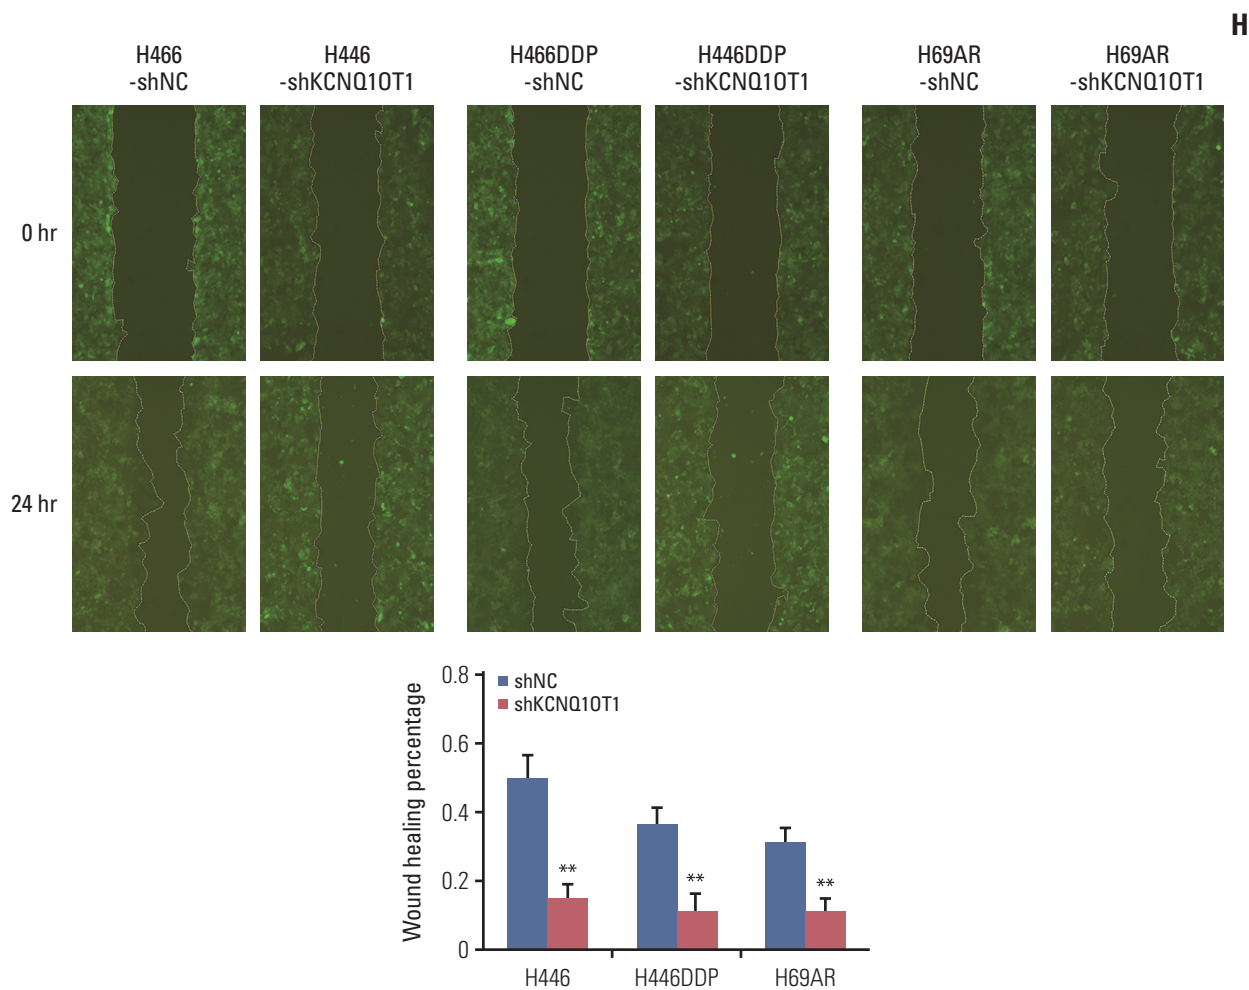 H
H466
-shNC
H446
-shKCNQ1OT1
H466DDP
-shNC
H446DDP
-shKCNQ1OT1
H69AR
-shNC
H69AR
-shKCNQ1OT1
0 hr
24 hr
Wound healing percentage
0.8
0.6
0.4
0.2
0
shNC
shKCNQ1OT1
**
**
**
H446
H446DDP
H69AR